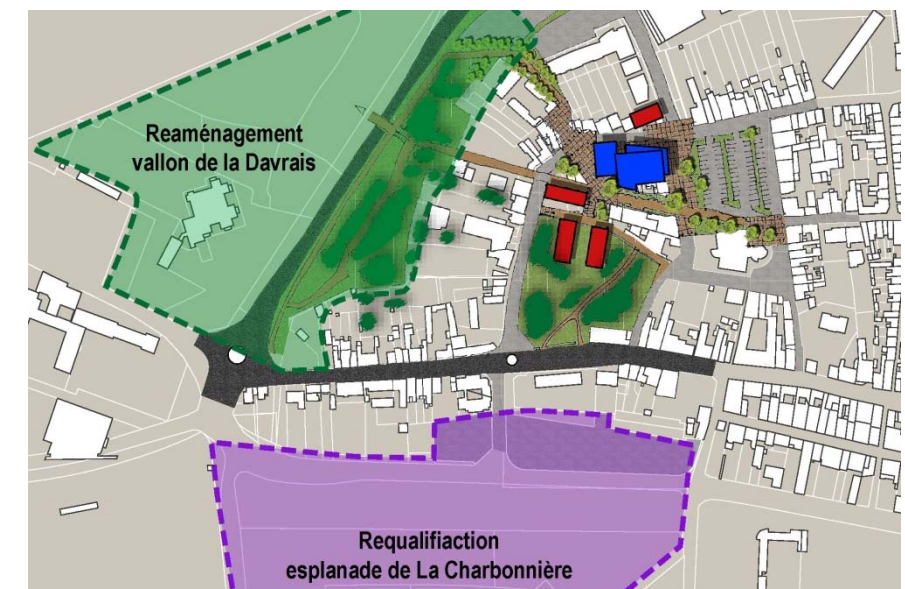 Reaménagement
vallon de la Davrais
Requalifiaction
esplanade de La Charbonnière